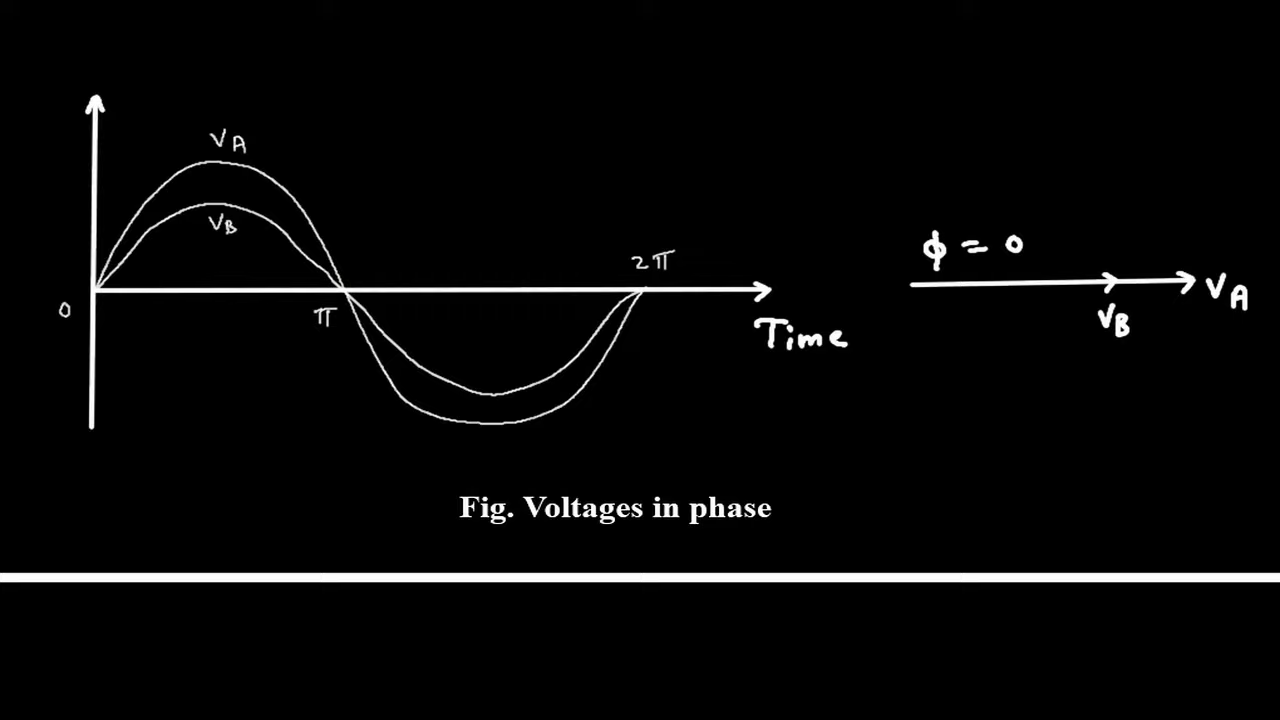 VA
VB
0
π
2π
Time
ϕ = 0
VB
VA
Fig. Voltages in phase